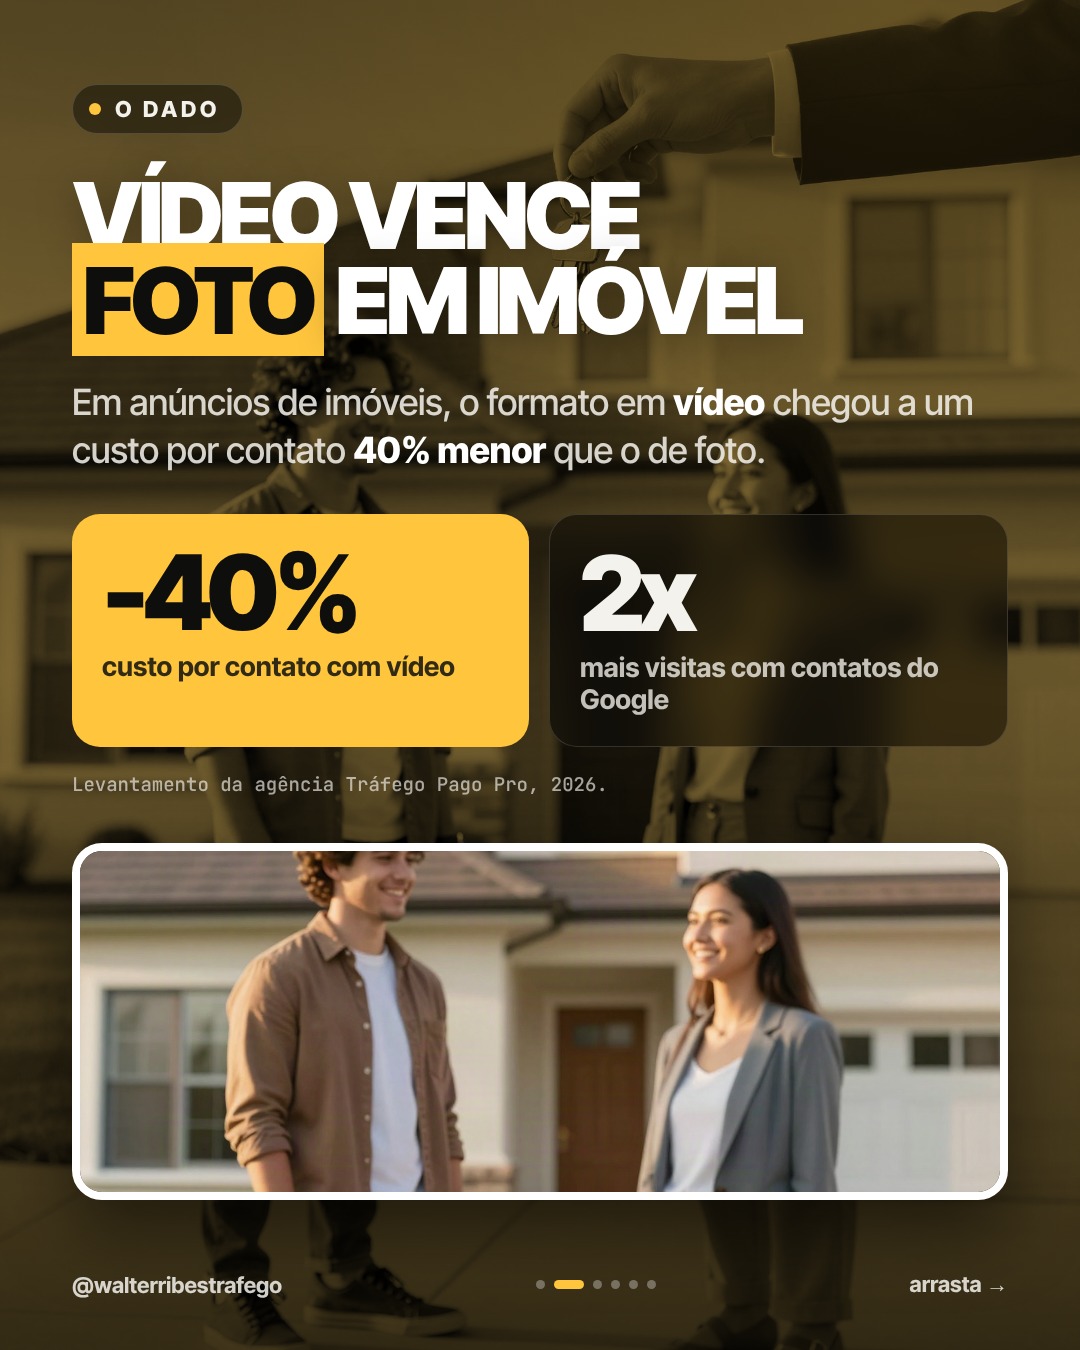 O DADO
VÍDEO VENCE
FOTO EM IMÓVEL
Em anúncios de imóveis, o formato em vídeo chegou a um
custo por contato 40% menor que o de foto.
-40%
custo por contato com vídeo
2x
mais visitas com contatos do
Google
Levantamento da agência Tráfego Pago Pro, 2026.
@walterribestrafego
arrasta →